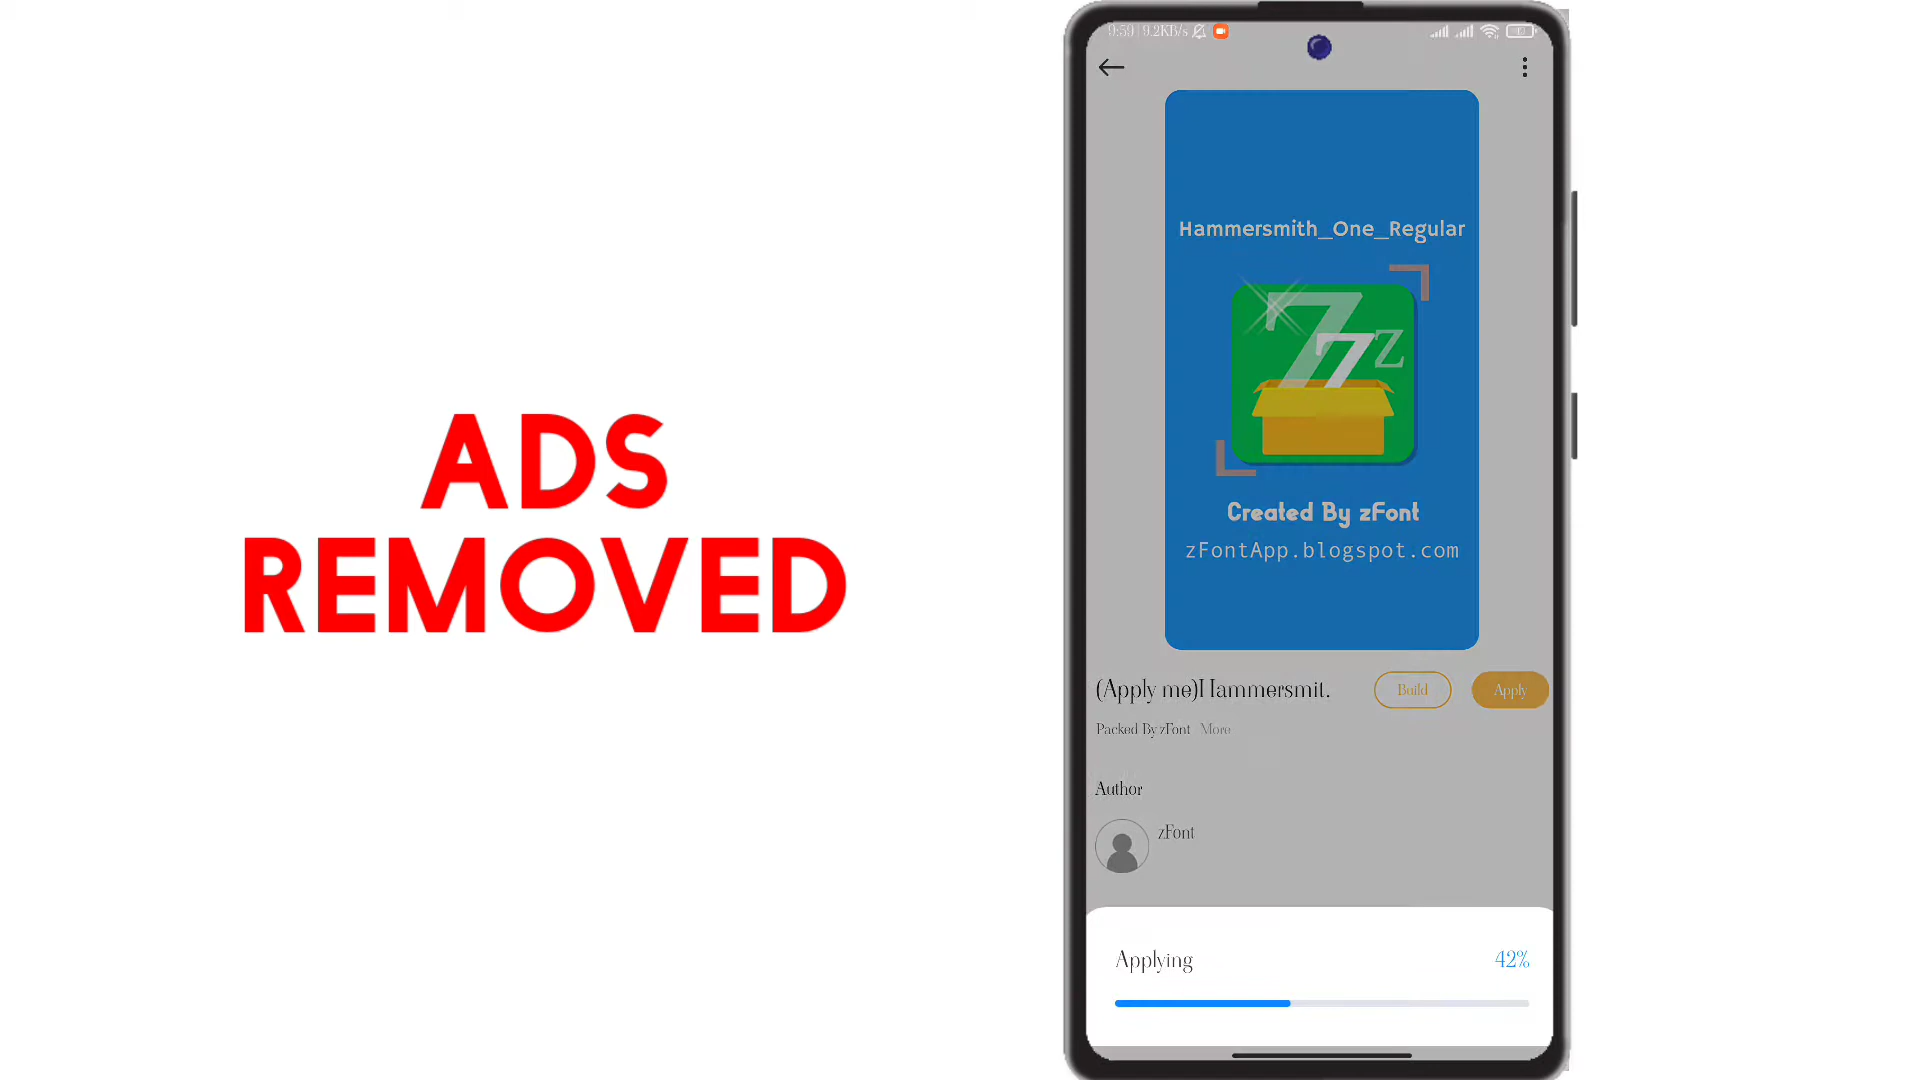 ADS
REMOVED
9:59 | 9.2KB/s
Hammersmith_One_Regular
Z Z Z
Created By zFont
zFontApp.blogspot.com
(Apply me)Hammersmit.
Build
Apply
Packed By zFont More
Author
zFont
Applying
42%